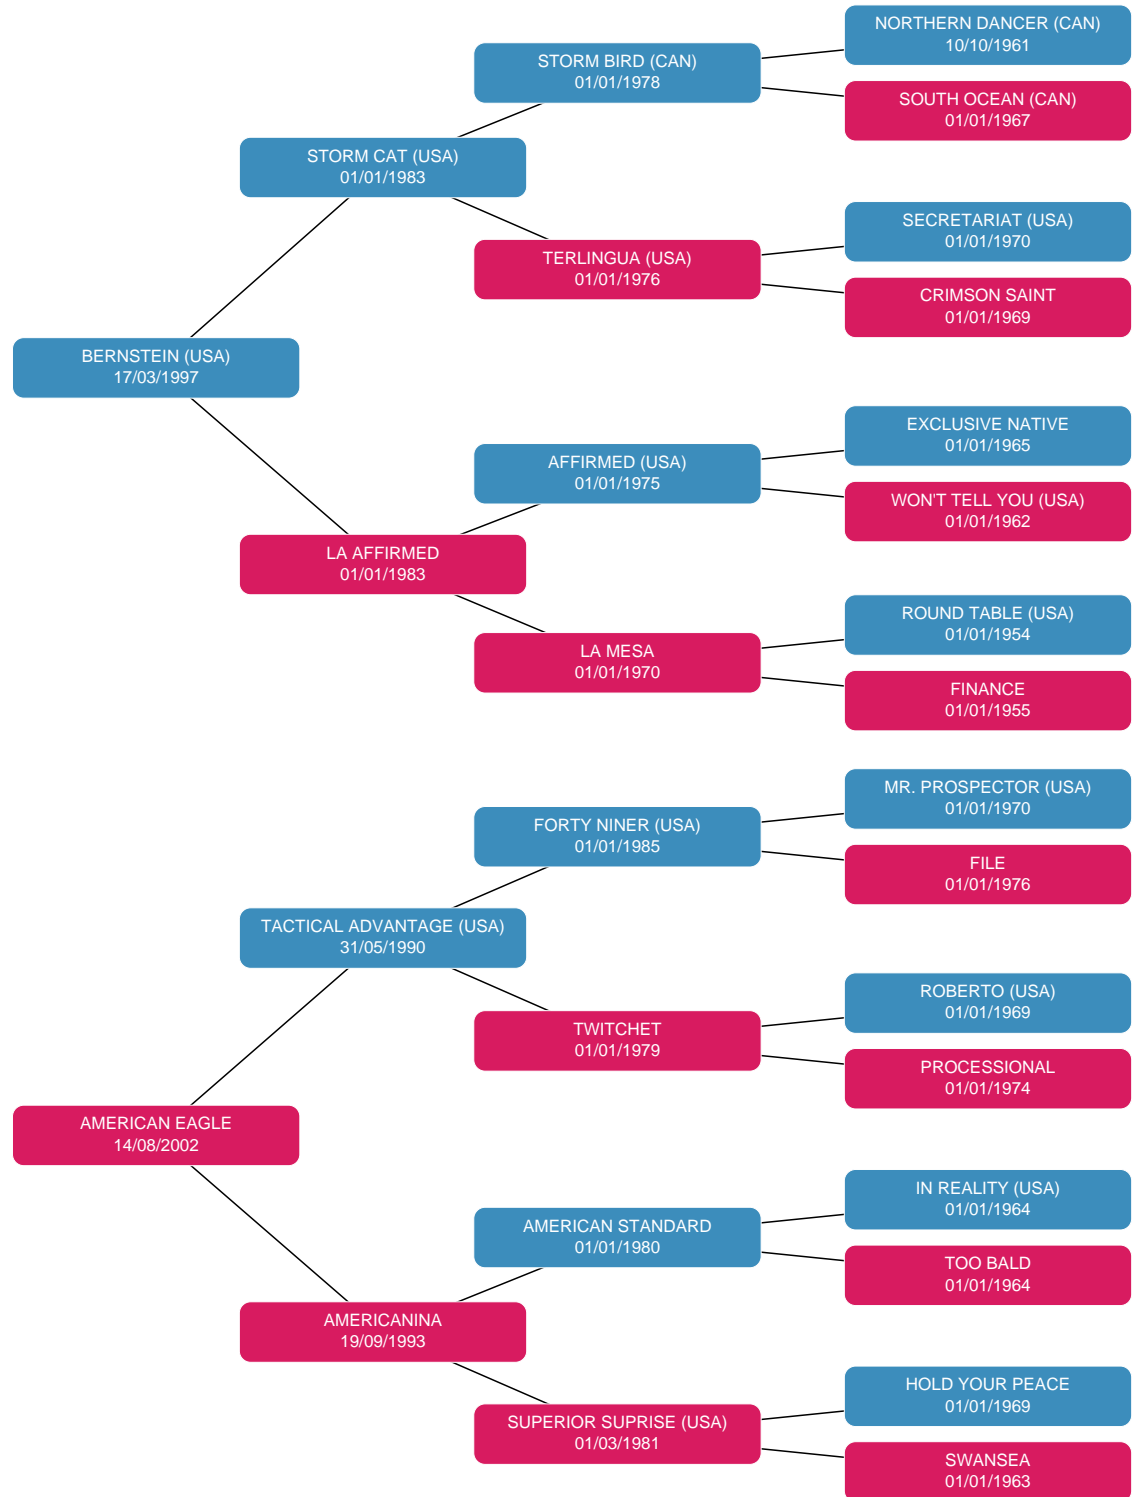 NORTHERN DANCER (CAN)
10/10/1961
STORM BIRD (CAN)
01/01/1978
SOUTH OCEAN (CAN)
01/01/1967
STORM CAT (USA)
01/01/1983
SECRETARIAT (USA)
01/01/1970
TERLINGUA (USA)
01/01/1976
CRIMSON SAINT
01/01/1969
BERNSTEIN (USA)
17/03/1997
EXCLUSIVE NATIVE
01/01/1965
AFFIRMED (USA)
01/01/1975
WON'T TELL YOU (USA)
01/01/1962
LA AFFIRMED
01/01/1983
ROUND TABLE (USA)
01/01/1954
LA MESA
01/01/1970
FINANCE
01/01/1955
MR. PROSPECTOR (USA)
01/01/1970
FORTY NINER (USA)
01/01/1985
FILE
01/01/1976
TACTICAL ADVANTAGE (USA)
31/05/1990
ROBERTO (USA)
01/01/1969
TWITCHET
01/01/1979
PROCESSIONAL
01/01/1974
AMERICAN EAGLE
14/08/2002
IN REALITY (USA)
01/01/1964
AMERICAN STANDARD
01/01/1980
TOO BALD
01/01/1964
AMERICANINA
19/09/1993
HOLD YOUR PEACE
01/01/1969
SUPERIOR SUPRISE (USA)
01/03/1981
SWANSEA
01/01/1963